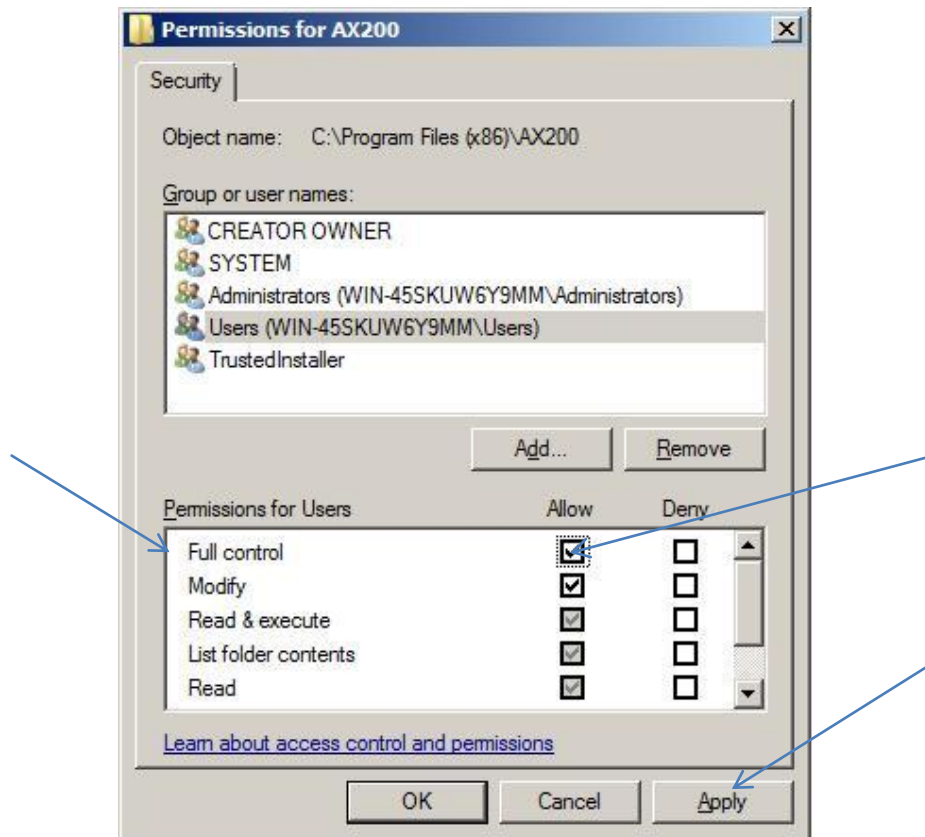 Permissions for AX200
Security
Object name: C:\Program Files (x86)\AX200
Group or user names:
CREATOR OWNER
SYSTEM
Administrators (WIN-45SKUW6Y9MM\Administrators)
Users (WIN-45SKUW6Y9MM\Users)
TrustedInstaller
Add... Remove
Permissions for Users Allow Deny
Full control
Modify
Read & execute
List folder contents
Read
Learn about access control and permissions
OK Cancel Apply